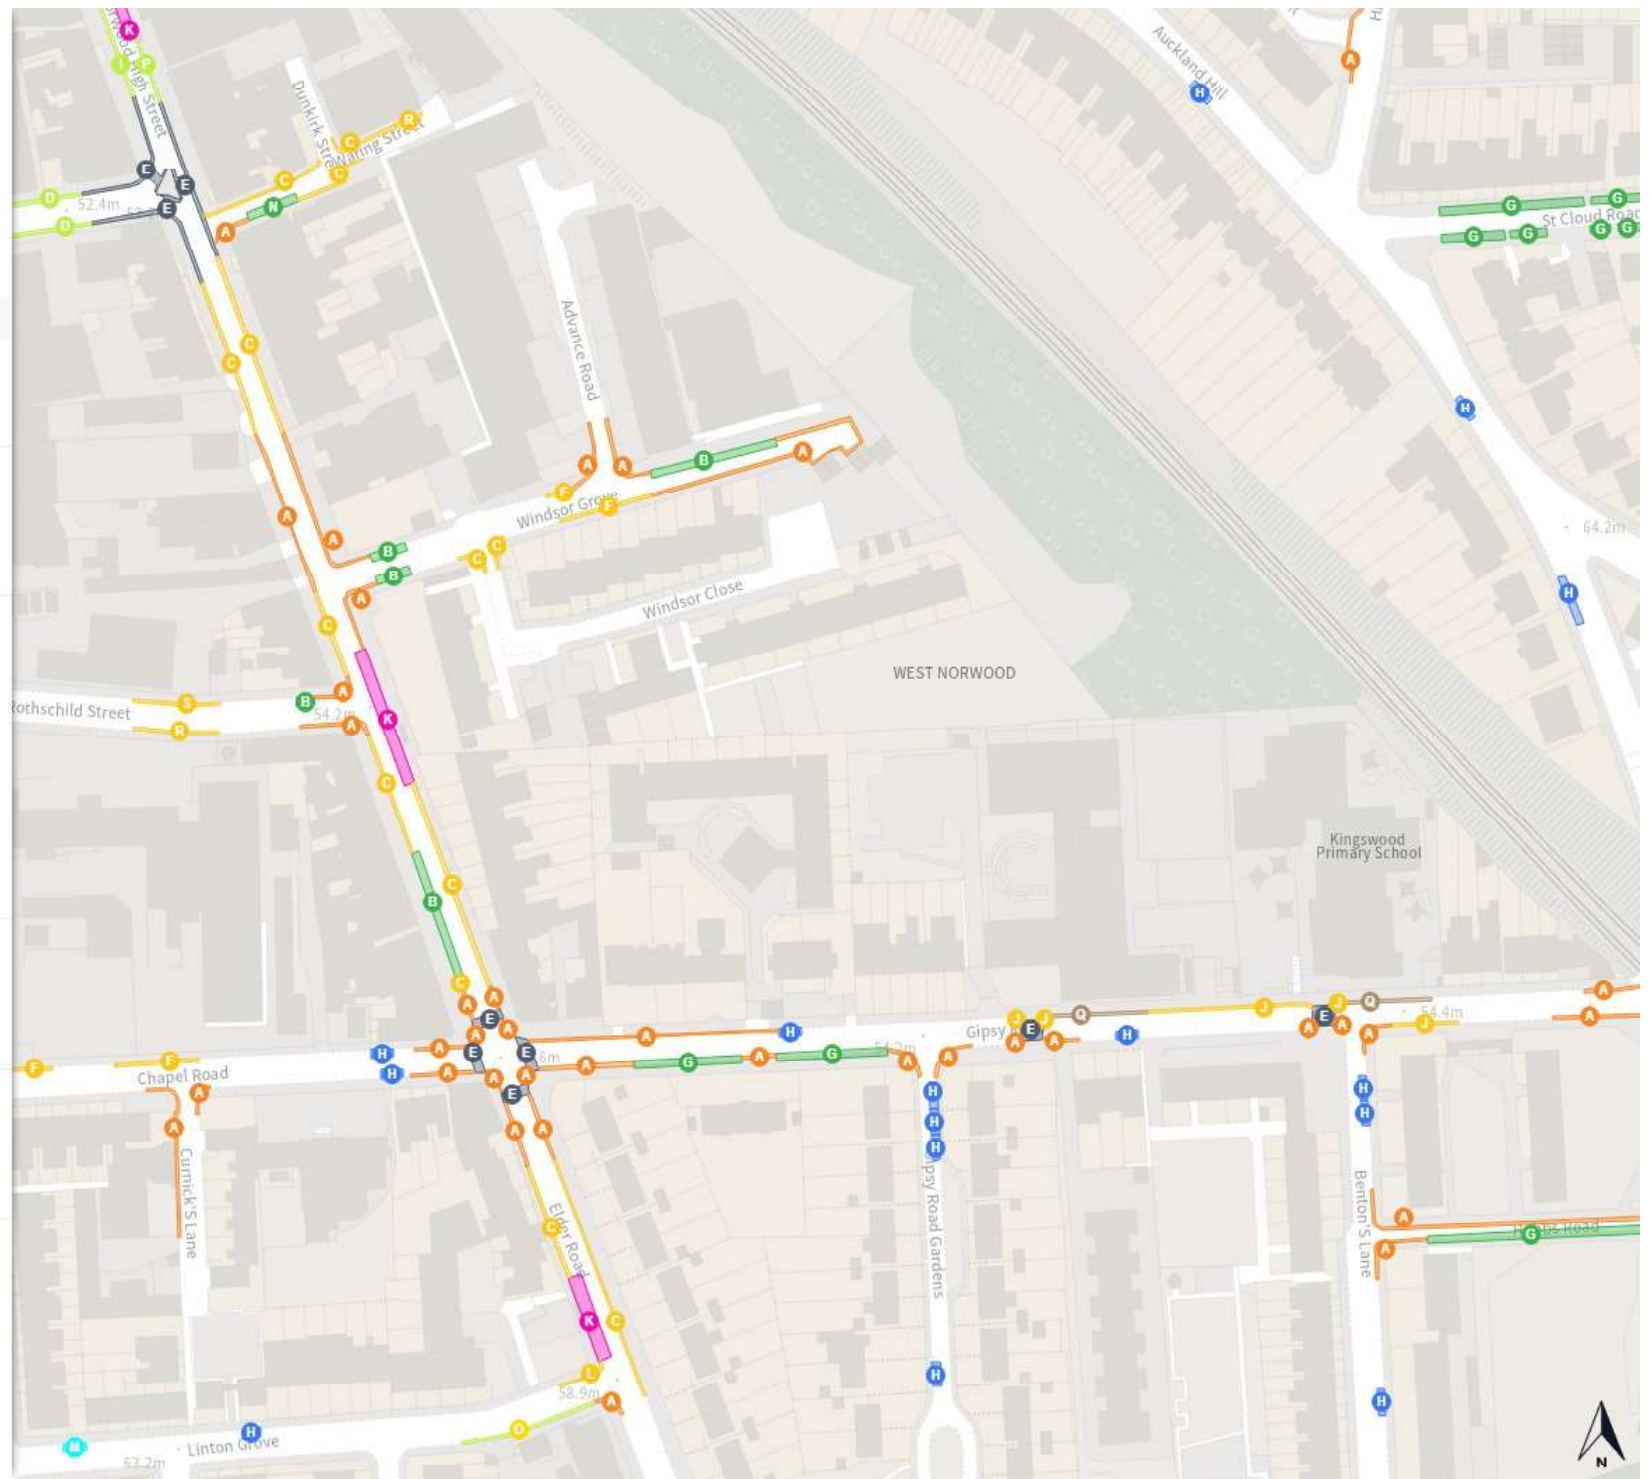 K
I P
High Street
Dunkirk
Waring Street
C R
C
C C
E E
E
D
52.4m
N
A
Auckland Hill
H
A
G G
St Cloud Road
G G G G
C
C
Advance Road
H
A A
B
A
F
Windsor Grove
F
A
A
B
B
C C
A
Windsor Close
64.2m
H
C
WEST NORWOOD
S
B A
54.2m
Rothschild Street
R A
K
C
Kingswood
Primary School
C
B
C
A A
A
E
J J Q
J
J Q
54.4m
A
A
Gipsy
E
E
J
A A
A A
A
H
A
A
H
H
A
E E
A
H
A
A G A G
A A
E
F F
Chapel Road
A
A
A A
H
H
H
H
H
Curnick'S Lane
Elder Road
C
Gipsy Road Gardens
Benton'S Lane
A
A
G
K
C
L
58.9m
A
O
H
H
M
H
Linton Grove
63.2m
N